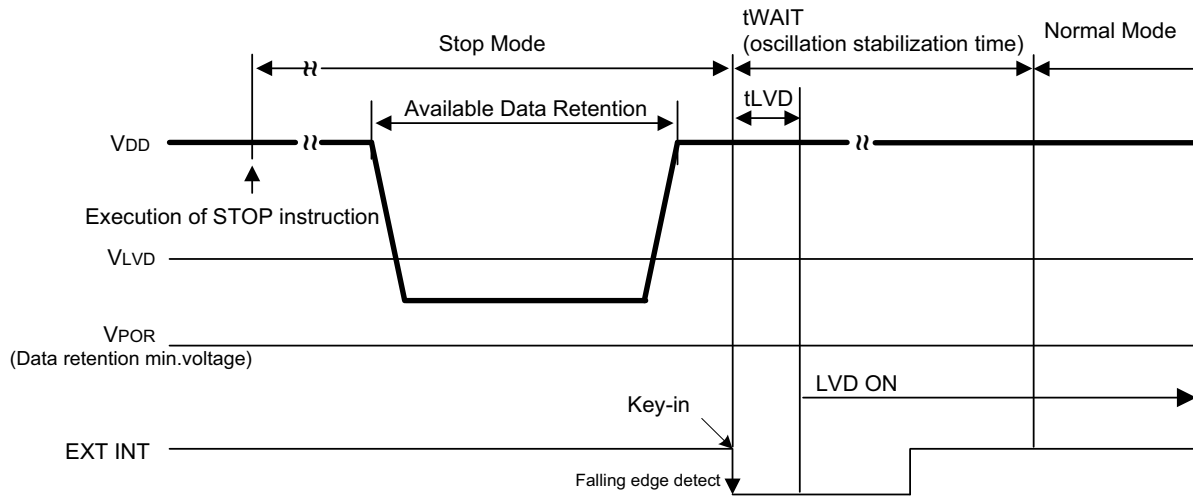 tWAIT
(oscillation stabilization time)
Stop Mode
Normal Mode
tLVD
Available Data Retention
VDD
Execution of STOP instruction
VLVD
VPOR
(Data retention min.voltage)
LVD ON
Key-in
EXT INT
Falling edge detect